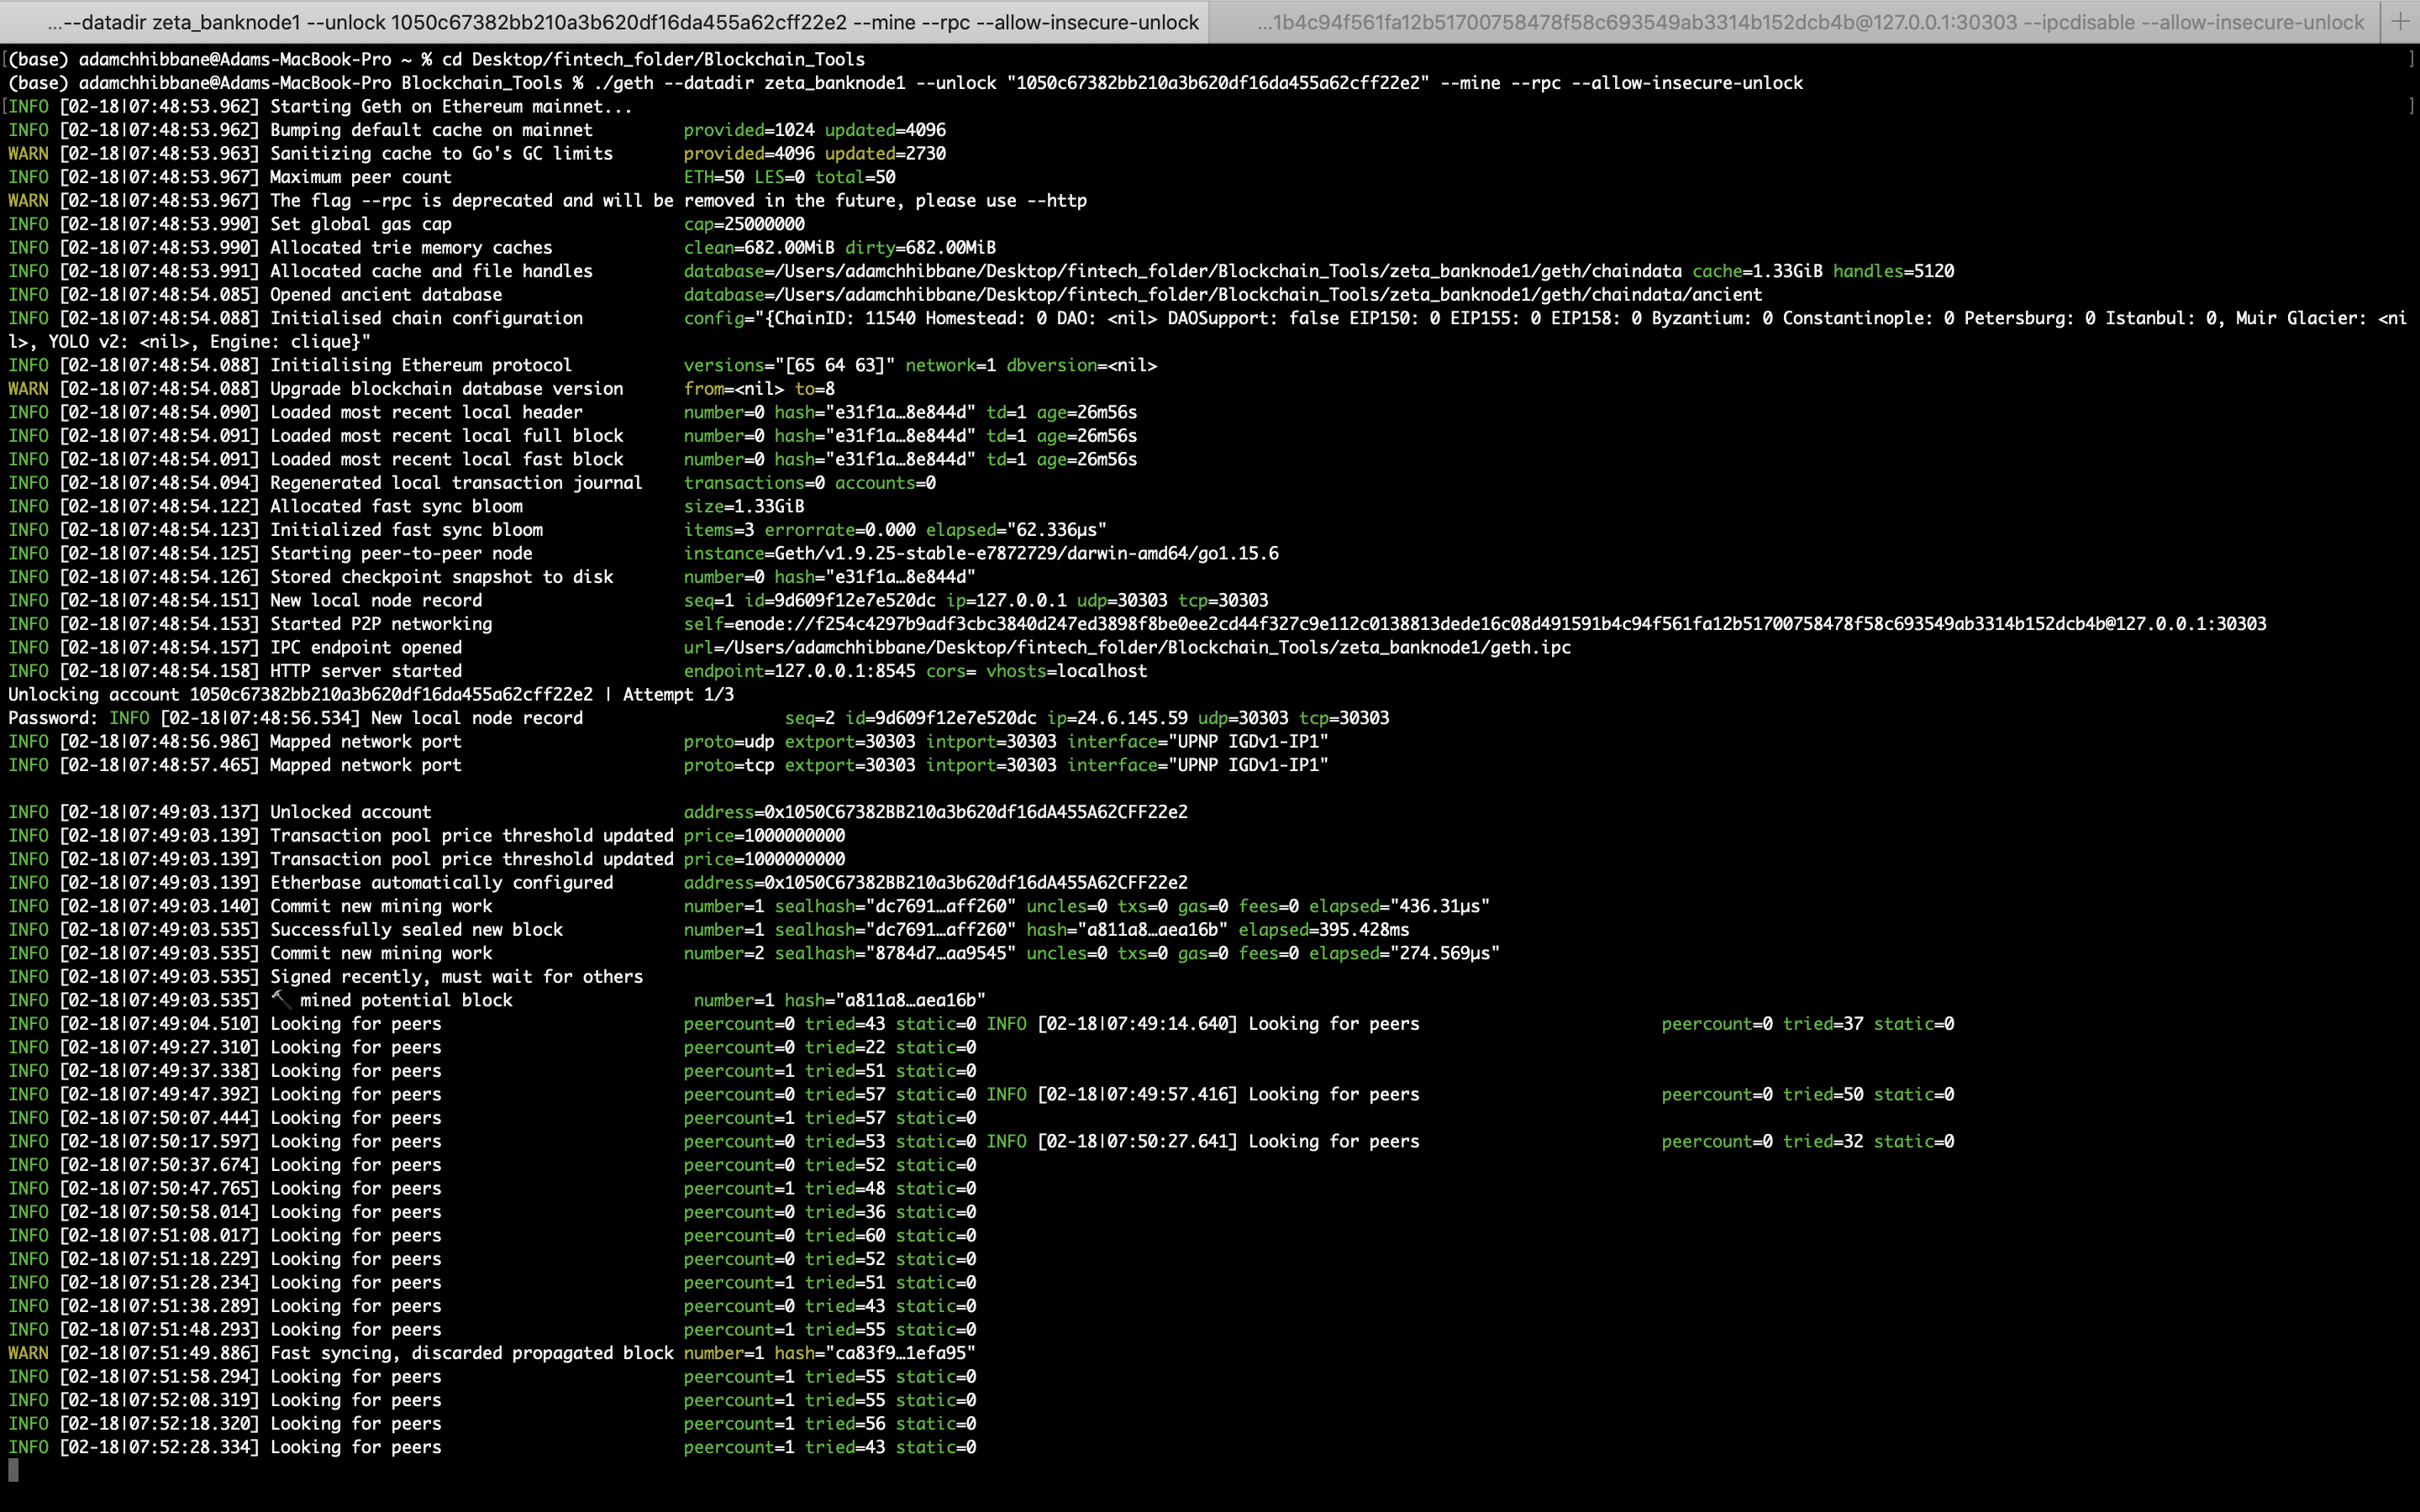 ...--datadir zeta_banknode1 --unlock 1050c67382bb210a3b620df16da455a62cff22e2 --mine --rpc --allow-insecure-unlock
...1b4c94f561fa12b51700758478f58c693549ab3314b152dcb4b@127.0.0.1:30303 --ipcdisable --allow-insecure-unlock
[(base) adamchhibbane@Adams-MacBook-Pro ~ % cd Desktop/fintech_folder/Blockchain_Tools ]
(base) adamchhibbane@Adams-MacBook-Pro Blockchain_Tools % ./geth --datadir zeta_banknode1 --unlock "1050c67382bb210a3b620df16da455a62cff22e2" --mine --rpc --allow-insecure-unlock
[INFO [02-18|07:48:53.962] Starting Geth on Ethereum mainnet... ]
INFO [02-18|07:48:53.962] Bumping default cache on mainnet provided=1024 updated=4096
WARN [02-18|07:48:53.963] Sanitizing cache to Go's GC limits provided=4096 updated=2730
INFO [02-18|07:48:53.967] Maximum peer count ETH=50 LES=0 total=50
WARN [02-18|07:48:53.967] The flag --rpc is deprecated and will be removed in the future, please use --http
INFO [02-18|07:48:53.990] Set global gas cap cap=25000000
INFO [02-18|07:48:53.990] Allocated trie memory caches clean=682.00MiB dirty=682.00MiB
INFO [02-18|07:48:53.991] Allocated cache and file handles database=/Users/adamchhibbane/Desktop/fintech_folder/Blockchain_Tools/zeta_banknode1/geth/chaindata cache=1.33GiB handles=5120
INFO [02-18|07:48:54.085] Opened ancient database database=/Users/adamchhibbane/Desktop/fintech_folder/Blockchain_Tools/zeta_banknode1/geth/chaindata/ancient
INFO [02-18|07:48:54.088] Initialised chain configuration config="{ChainID: 11540 Homestead: 0 DAO: <nil> DAOSupport: false EIP150: 0 EIP155: 0 EIP158: 0 Byzantium: 0 Constantinople: 0 Petersburg: 0 Istanbul: 0, Muir Glacier: <ni
l>, YOLO v2: <nil>, Engine: clique}"
INFO [02-18|07:48:54.088] Initialising Ethereum protocol versions="[65 64 63]" network=1 dbversion=<nil>
WARN [02-18|07:48:54.088] Upgrade blockchain database version from=<nil> to=8
INFO [02-18|07:48:54.090] Loaded most recent local header number=0 hash="e31f1a…8e844d" td=1 age=26m56s
INFO [02-18|07:48:54.091] Loaded most recent local full block number=0 hash="e31f1a…8e844d" td=1 age=26m56s
INFO [02-18|07:48:54.091] Loaded most recent local fast block number=0 hash="e31f1a…8e844d" td=1 age=26m56s
INFO [02-18|07:48:54.094] Regenerated local transaction journal transactions=0 accounts=0
INFO [02-18|07:48:54.122] Allocated fast sync bloom size=1.33GiB
INFO [02-18|07:48:54.123] Initialized fast sync bloom items=3 errorrate=0.000 elapsed="62.336µs"
INFO [02-18|07:48:54.125] Starting peer-to-peer node instance=Geth/v1.9.25-stable-e7872729/darwin-amd64/go1.15.6
INFO [02-18|07:48:54.126] Stored checkpoint snapshot to disk number=0 hash="e31f1a…8e844d"
INFO [02-18|07:48:54.151] New local node record seq=1 id=9d609f12e7e520dc ip=127.0.0.1 udp=30303 tcp=30303
INFO [02-18|07:48:54.153] Started P2P networking self=enode://f254c4297b9adf3cbc3840d247ed3898f8be0ee2cd44f327c9e112c0138813dede16c08d491591b4c94f561fa12b51700758478f58c693549ab3314b152dcb4b@127.0.0.1:30303
INFO [02-18|07:48:54.157] IPC endpoint opened url=/Users/adamchhibbane/Desktop/fintech_folder/Blockchain_Tools/zeta_banknode1/geth.ipc
INFO [02-18|07:48:54.158] HTTP server started endpoint=127.0.0.1:8545 cors= vhosts=localhost
Unlocking account 1050c67382bb210a3b620df16da455a62cff22e2 | Attempt 1/3
Password: INFO [02-18|07:48:56.534] New local node record seq=2 id=9d609f12e7e520dc ip=24.6.145.59 udp=30303 tcp=30303
INFO [02-18|07:48:56.986] Mapped network port proto=udp extport=30303 intport=30303 interface="UPNP IGDv1-IP1"
INFO [02-18|07:48:57.465] Mapped network port proto=tcp extport=30303 intport=30303 interface="UPNP IGDv1-IP1"
INFO [02-18|07:49:03.137] Unlocked account address=0x1050C67382BB210a3b620df16dA455A62CFF22e2
INFO [02-18|07:49:03.139] Transaction pool price threshold updated price=1000000000
INFO [02-18|07:49:03.139] Transaction pool price threshold updated price=1000000000
INFO [02-18|07:49:03.139] Etherbase automatically configured address=0x1050C67382BB210a3b620df16dA455A62CFF22e2
INFO [02-18|07:49:03.140] Commit new mining work number=1 sealhash="dc7691…aff260" uncles=0 txs=0 gas=0 fees=0 elapsed="436.31µs"
INFO [02-18|07:49:03.535] Successfully sealed new block number=1 sealhash="dc7691…aff260" hash="a811a8…aea16b" elapsed=395.428ms
INFO [02-18|07:49:03.535] Commit new mining work number=2 sealhash="8784d7…aa9545" uncles=0 txs=0 gas=0 fees=0 elapsed="274.569µs"
INFO [02-18|07:49:03.535] Signed recently, must wait for others
INFO [02-18|07:49:03.535] 🔨 mined potential block number=1 hash="a811a8…aea16b"
INFO [02-18|07:49:04.510] Looking for peers peercount=0 tried=43 static=0 INFO [02-18|07:49:14.640] Looking for peers peercount=0 tried=37 static=0
INFO [02-18|07:49:27.310] Looking for peers peercount=0 tried=22 static=0
INFO [02-18|07:49:37.338] Looking for peers peercount=1 tried=51 static=0
INFO [02-18|07:49:47.392] Looking for peers peercount=0 tried=57 static=0 INFO [02-18|07:49:57.416] Looking for peers peercount=0 tried=50 static=0
INFO [02-18|07:50:07.444] Looking for peers peercount=1 tried=57 static=0
INFO [02-18|07:50:17.597] Looking for peers peercount=0 tried=53 static=0 INFO [02-18|07:50:27.641] Looking for peers peercount=0 tried=32 static=0
INFO [02-18|07:50:37.674] Looking for peers peercount=0 tried=52 static=0
INFO [02-18|07:50:47.765] Looking for peers peercount=1 tried=48 static=0
INFO [02-18|07:50:58.014] Looking for peers peercount=0 tried=36 static=0
INFO [02-18|07:51:08.017] Looking for peers peercount=0 tried=60 static=0
INFO [02-18|07:51:18.229] Looking for peers peercount=0 tried=52 static=0
INFO [02-18|07:51:28.234] Looking for peers peercount=1 tried=51 static=0
INFO [02-18|07:51:38.289] Looking for peers peercount=0 tried=43 static=0
INFO [02-18|07:51:48.293] Looking for peers peercount=1 tried=55 static=0
WARN [02-18|07:51:49.886] Fast syncing, discarded propagated block number=1 hash="ca83f9…1efa95"
INFO [02-18|07:51:58.294] Looking for peers peercount=1 tried=55 static=0
INFO [02-18|07:52:08.319] Looking for peers peercount=1 tried=55 static=0
INFO [02-18|07:52:18.320] Looking for peers peercount=1 tried=56 static=0
INFO [02-18|07:52:28.334] Looking for peers peercount=1 tried=43 static=0